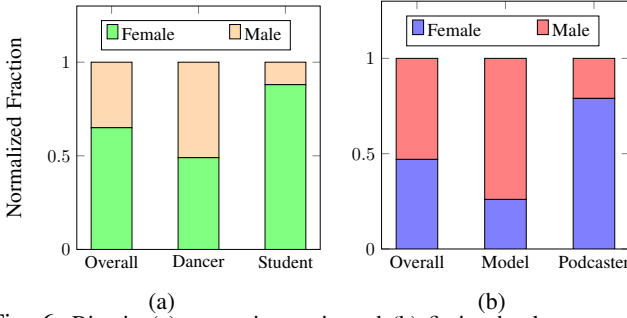 Female Male
Normalized Fraction
1
0.5
0
Overall Dancer Student
(a)
Female Male
1
0.5
0
Overall Model Podcaster
(b)